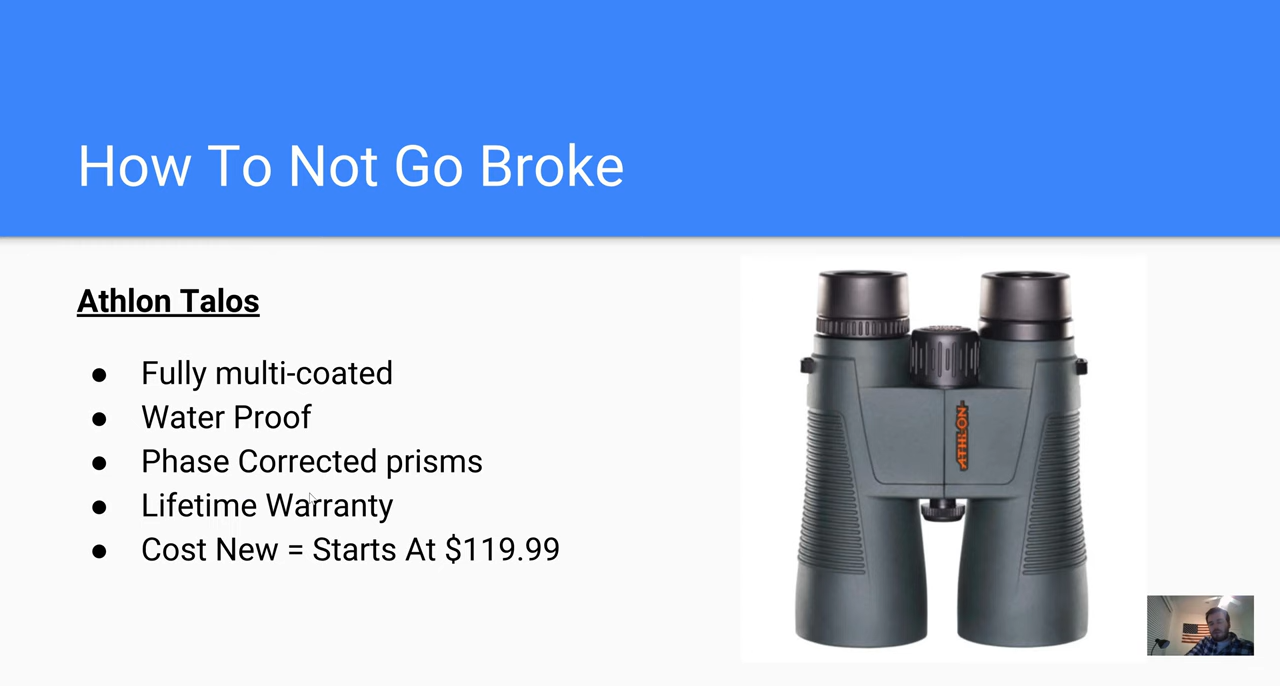 How To Not Go Broke
Athlon Talos
● Fully multi-coated
● Water Proof
● Phase Corrected prisms
● Lifetime Warranty
● Cost New = Starts At $119.99
ATHLON